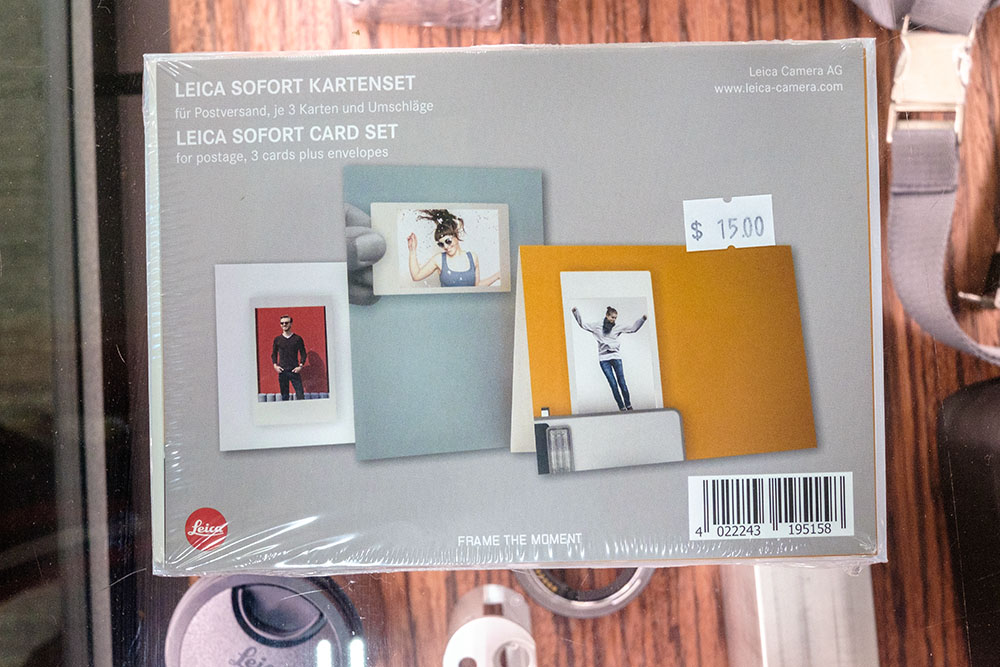 LEICA SOFORT KARTENSET
für Postversand, je 3 Karten und Umschläge
LEICA SOFORT CARD SET
for postage, 3 cards plus envelopes
Leica Camera AG
www.leica-camera.com
$ 15.00
Leica
FRAME THE MOMENT
4 022243 195158
Leica